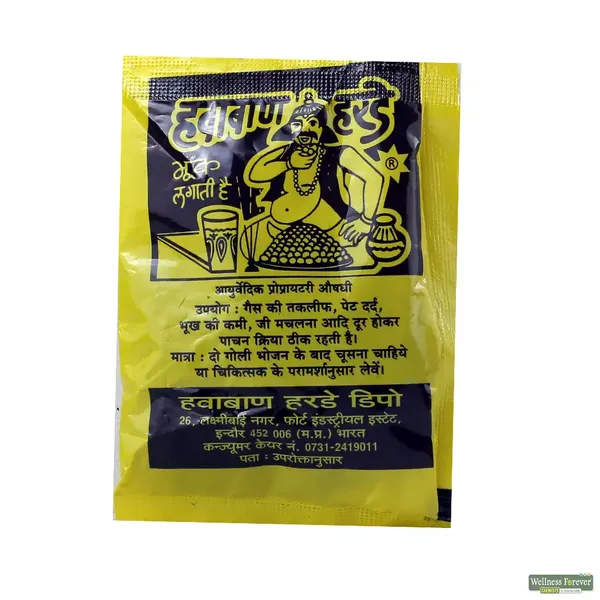 हवाबाण हरडे
®
भूख
लगाती है
आयुर्वेदिक प्रोप्रायटरी औषधी
उपयोग : गैस की तकलीफ, पेट दर्द,
भूख की कमी, जी मचलना आदि दूर होकर
पाचन क्रिया ठीक रहती है।
मात्रा : दो गोली भोजन के बाद चूसना चाहिये
या चिकित्सक के परामर्शानुसार लेवें।
हवाबाण हरडे डिपो
26, लक्ष्मीबाई नगर, फोर्ट इंडस्ट्रीयल इस्टेट,
इन्दौर 452 006 (म.प्र.) भारत
कन्ज्यूमर केयर नं. 0731-2419011
पता : उपरोक्तानुसार
Wellness Forever